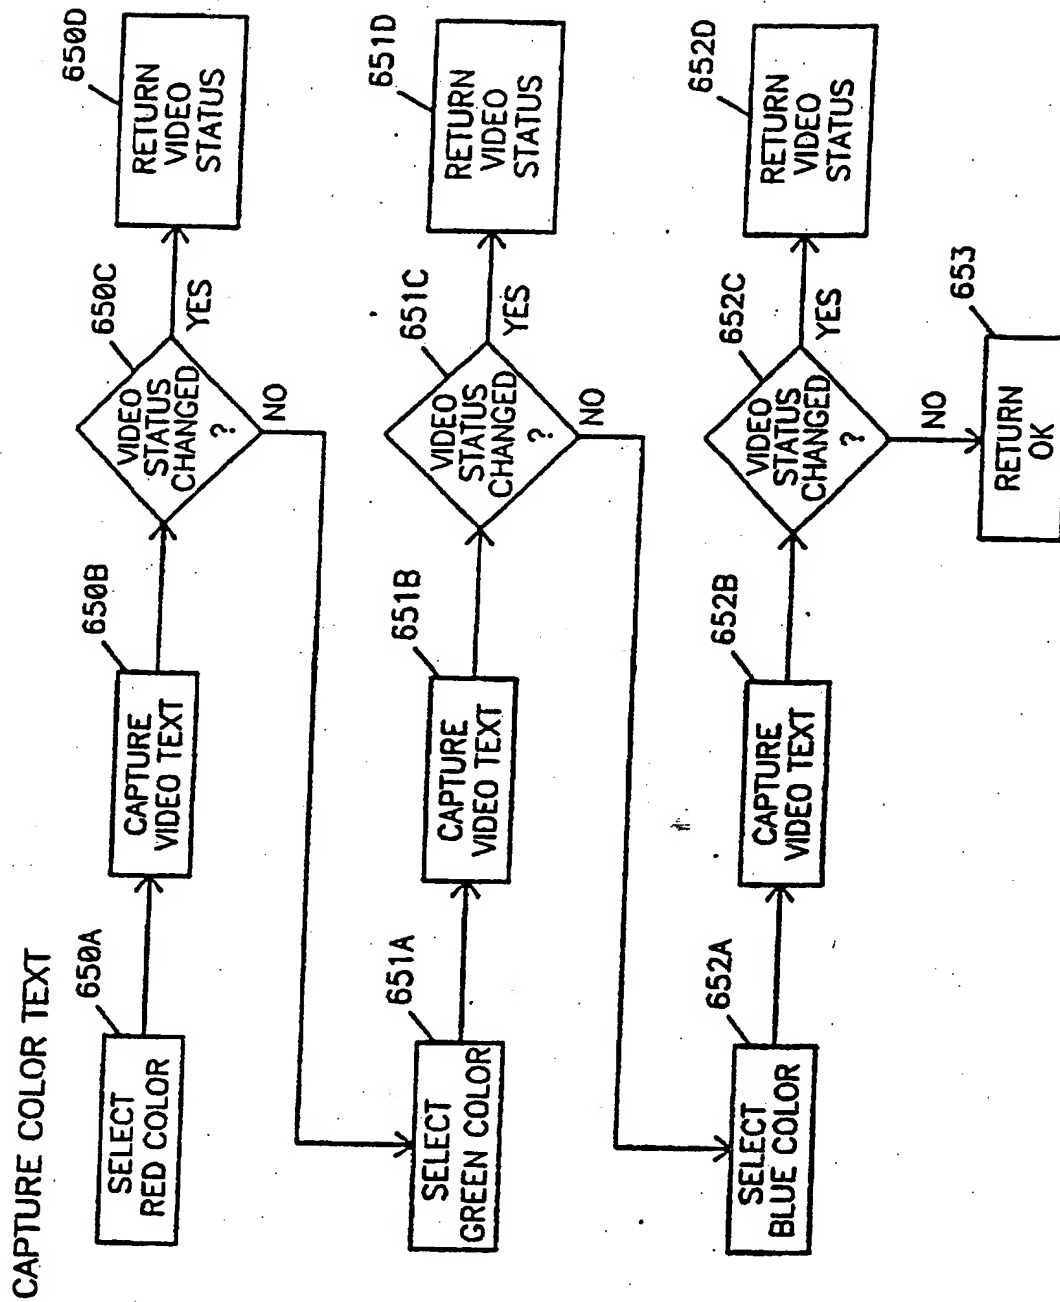 CAPTURE COLOR TEXT
650A
SELECT
RED COLOR
650B
CAPTURE
VIDEO TEXT
650C
VIDEO
STATUS
CHANGED
?
YES
NO
650D
RETURN
VIDEO
STATUS
651A
SELECT
GREEN COLOR
651B
CAPTURE
VIDEO TEXT
651C
VIDEO
STATUS
CHANGED
?
YES
NO
651D
RETURN
VIDEO
STATUS
652A
SELECT
BLUE COLOR
652B
CAPTURE
VIDEO TEXT
652C
VIDEO
STATUS
CHANGED
?
YES
NO
652D
RETURN
VIDEO
STATUS
653
RETURN
OK